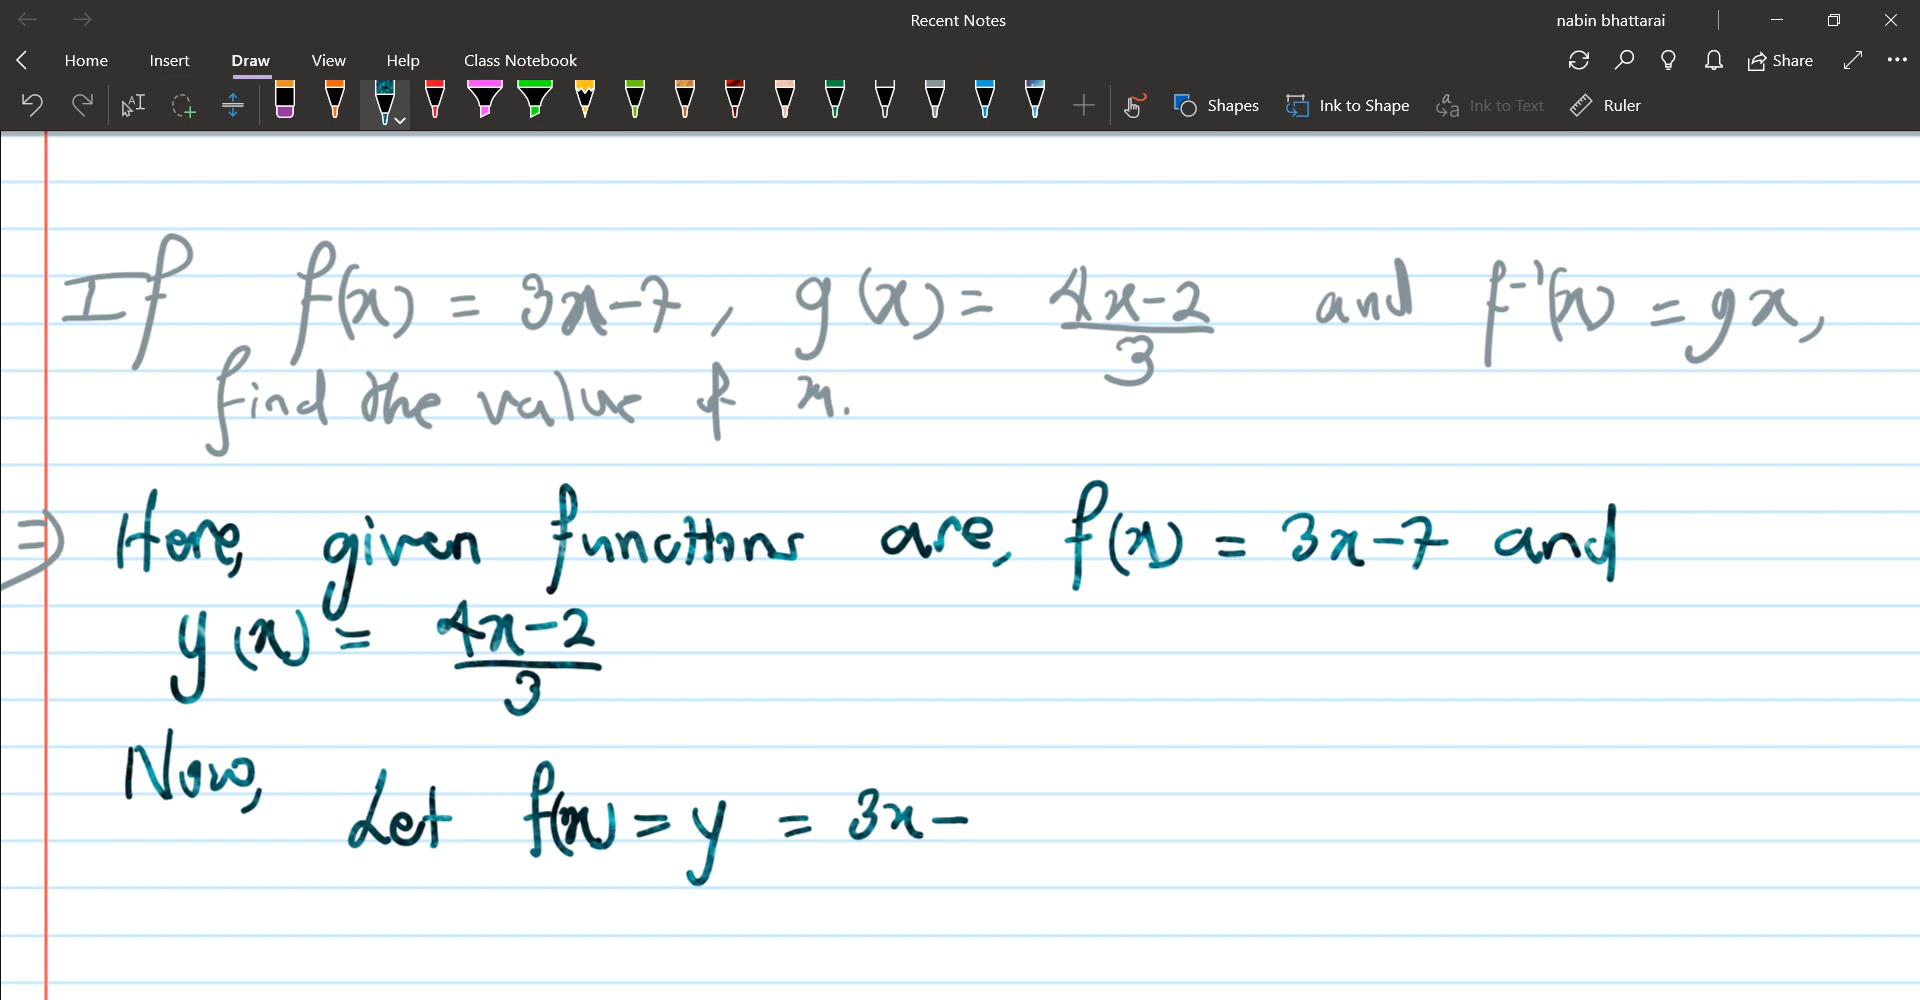 Recent Notes nabin bhattarai
Home Insert Draw View Help Class Notebook Share
Shapes Ink to Shape Ink to Text Ruler
If f(x) = 3x-7, g(x) = \frac{4x-2}{3} and f^{-1}(x) = gx,
find the value of x.
⇒ Here, given functions are, f(x) = 3x-7 and
g(x) = \frac{4x-2}{3}
Now,
Let f(x) = y = 3x-